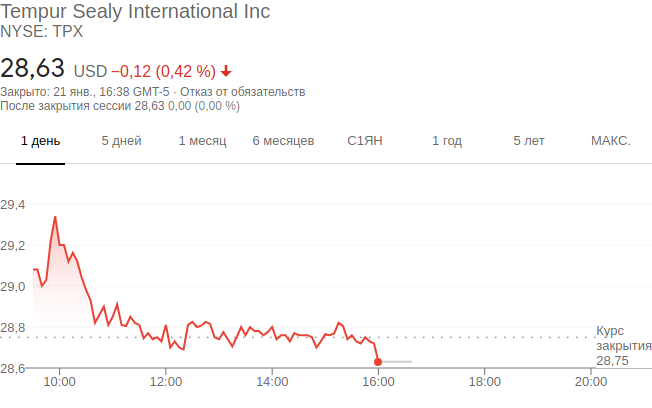 Tempur Sealy International Inc
NYSE: TPX
28,63 USD −0,12 (0,42 %)
Закрыто: 21 янв., 16:38 GMT-5 · Отказ от обязательств
После закрытия сессии 28,63 0,00 (0,00 %)
1 день 5 дней 1 месяц 6 месяцев С1ЯН 1 год 5 лет МАКС.
29,4
29,2
29,0
28,8
Курс
закрытия
28,75
28,6
10:00 12:00 14:00 16:00 18:00 20:00